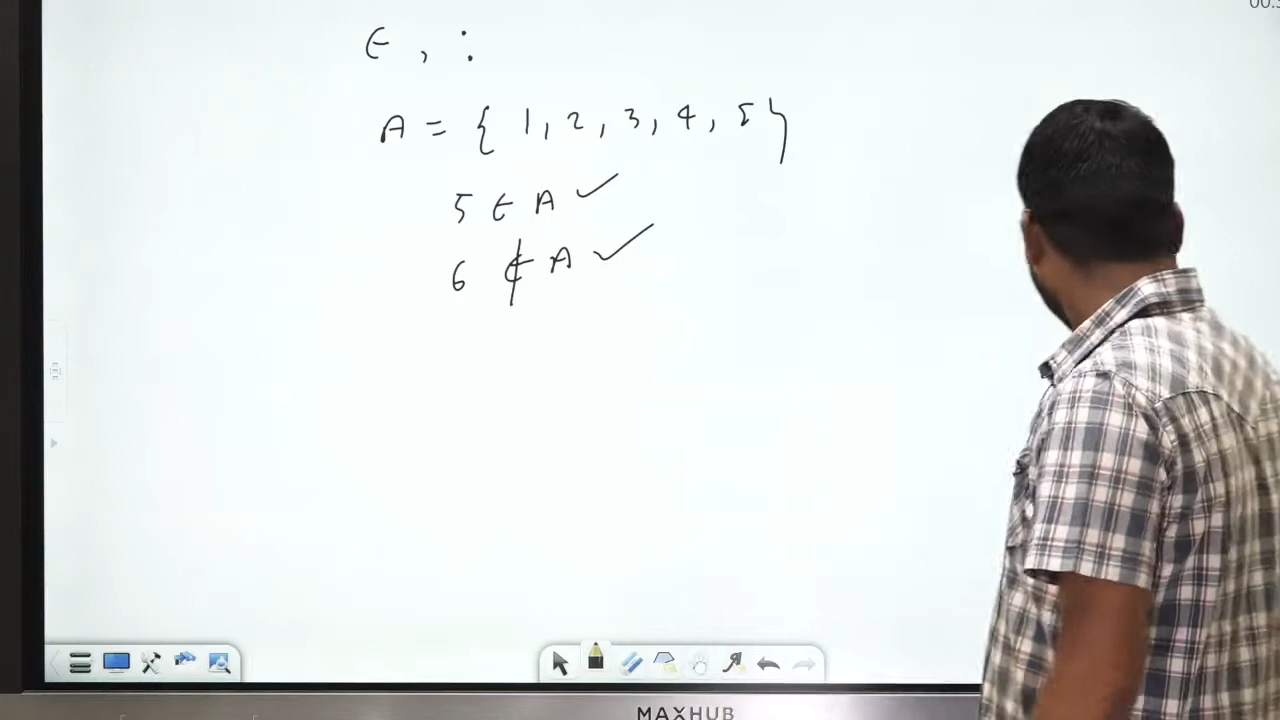 ∈ , :
A = { 1, 2, 3, 4, 5 }
5 ∈ A ✓
6 ∉ A ✓
MAXHUB